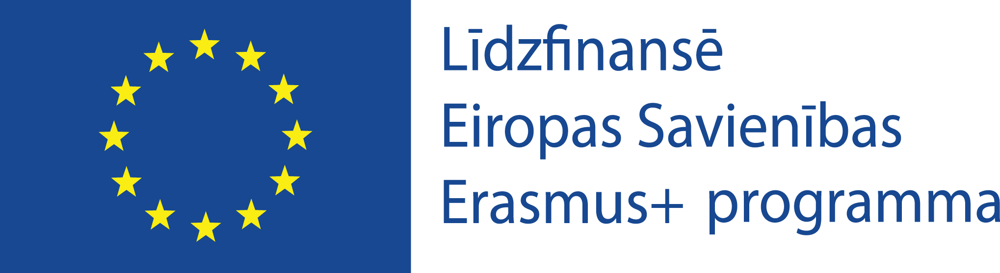 Līdzfinansē
Eiropas Savienības
Erasmus+ programma